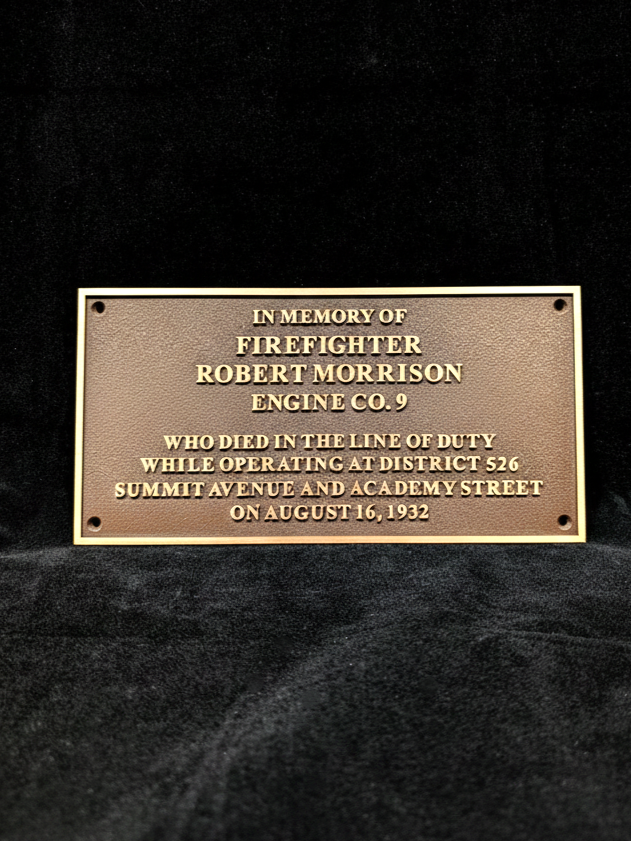 IN MEMORY OF
FIREFIGHTER
ROBERT MORRISON
ENGINE CO. 9
WHO DIED IN THE LINE OF DUTY
WHILE OPERATING AT DISTRICT 526
SUMMIT AVENUE AND ACADEMY STREET
ON AUGUST 16, 1932